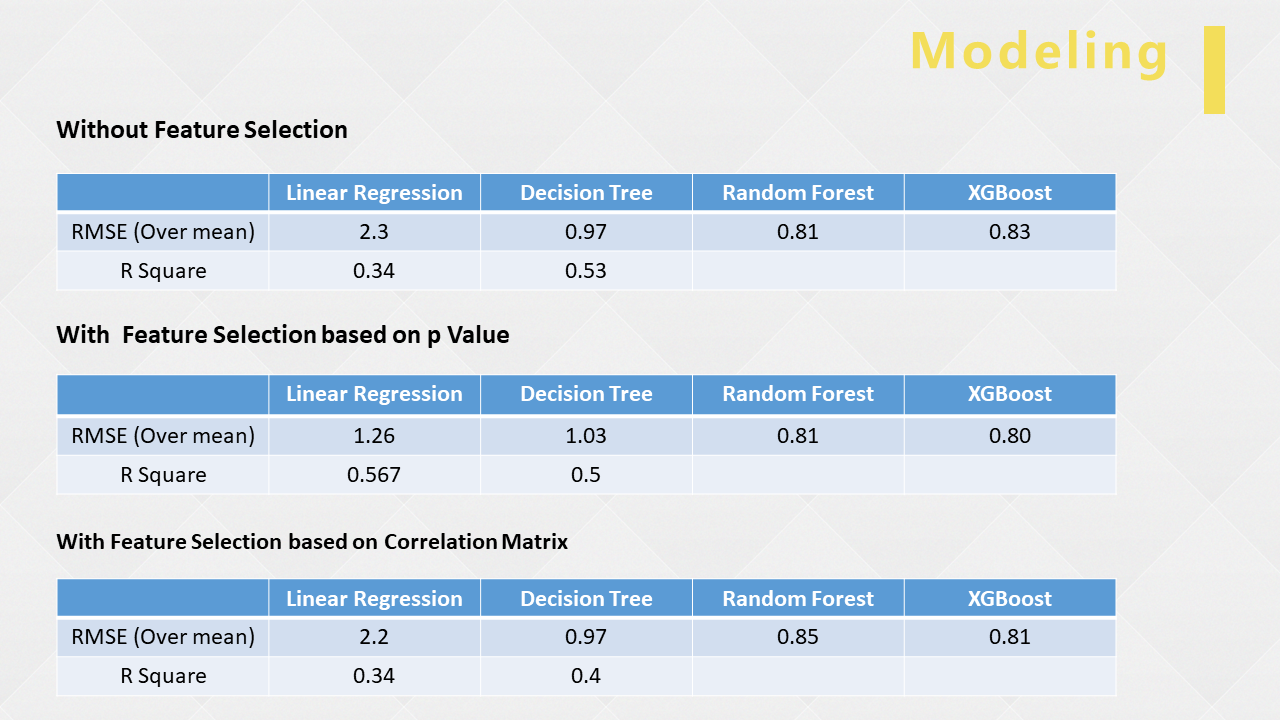 Modeling
Without Feature Selection
Linear Regression Decision Tree Random Forest XGBoost
RMSE (Over mean) 2.3 0.97 0.81 0.83
R Square 0.34 0.53
With Feature Selection based on p Value
Linear Regression Decision Tree Random Forest XGBoost
RMSE (Over mean) 1.26 1.03 0.81 0.80
R Square 0.567 0.5
With Feature Selection based on Correlation Matrix
Linear Regression Decision Tree Random Forest XGBoost
RMSE (Over mean) 2.2 0.97 0.85 0.81
R Square 0.34 0.4